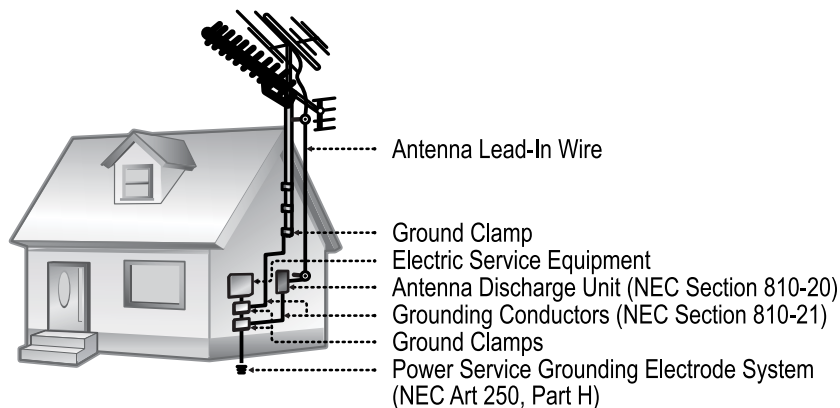 Antenna Lead-In Wire
Ground Clamp
Electric Service Equipment
Antenna Discharge Unit (NEC Section 810-20)
Grounding Conductors (NEC Section 810-21)
Ground Clamps
Power Service Grounding Electrode System
(NEC Art 250, Part H)